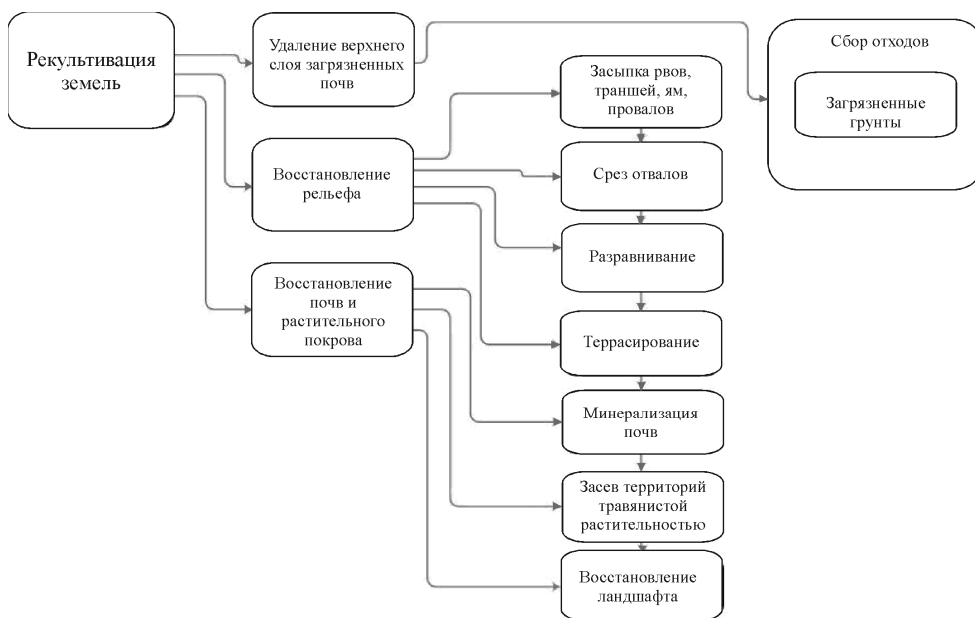 Рекультивация
земель
Удаление верхнего
слоя загрязненных
почв
Сбор отходов
Загрязненные
грунты
Засыпка рвов,
траншей, ям,
провалов
Восстановление
рельефа
Срез отвалов
Разравнивание
Восстановление
почв и
растительного
покрова
Террасирование
Минерализация
почв
Засев территорий
травянистой
растительностью
Восстановление
ландшафта